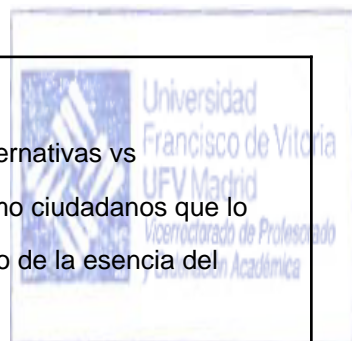 Universidad
Francisco de Vitoria
UFV Madrid
Vicerrectorado de Profesorado
y Ordenación Académica
ernativas vs
no ciudadanos que lo
o de la esencia del